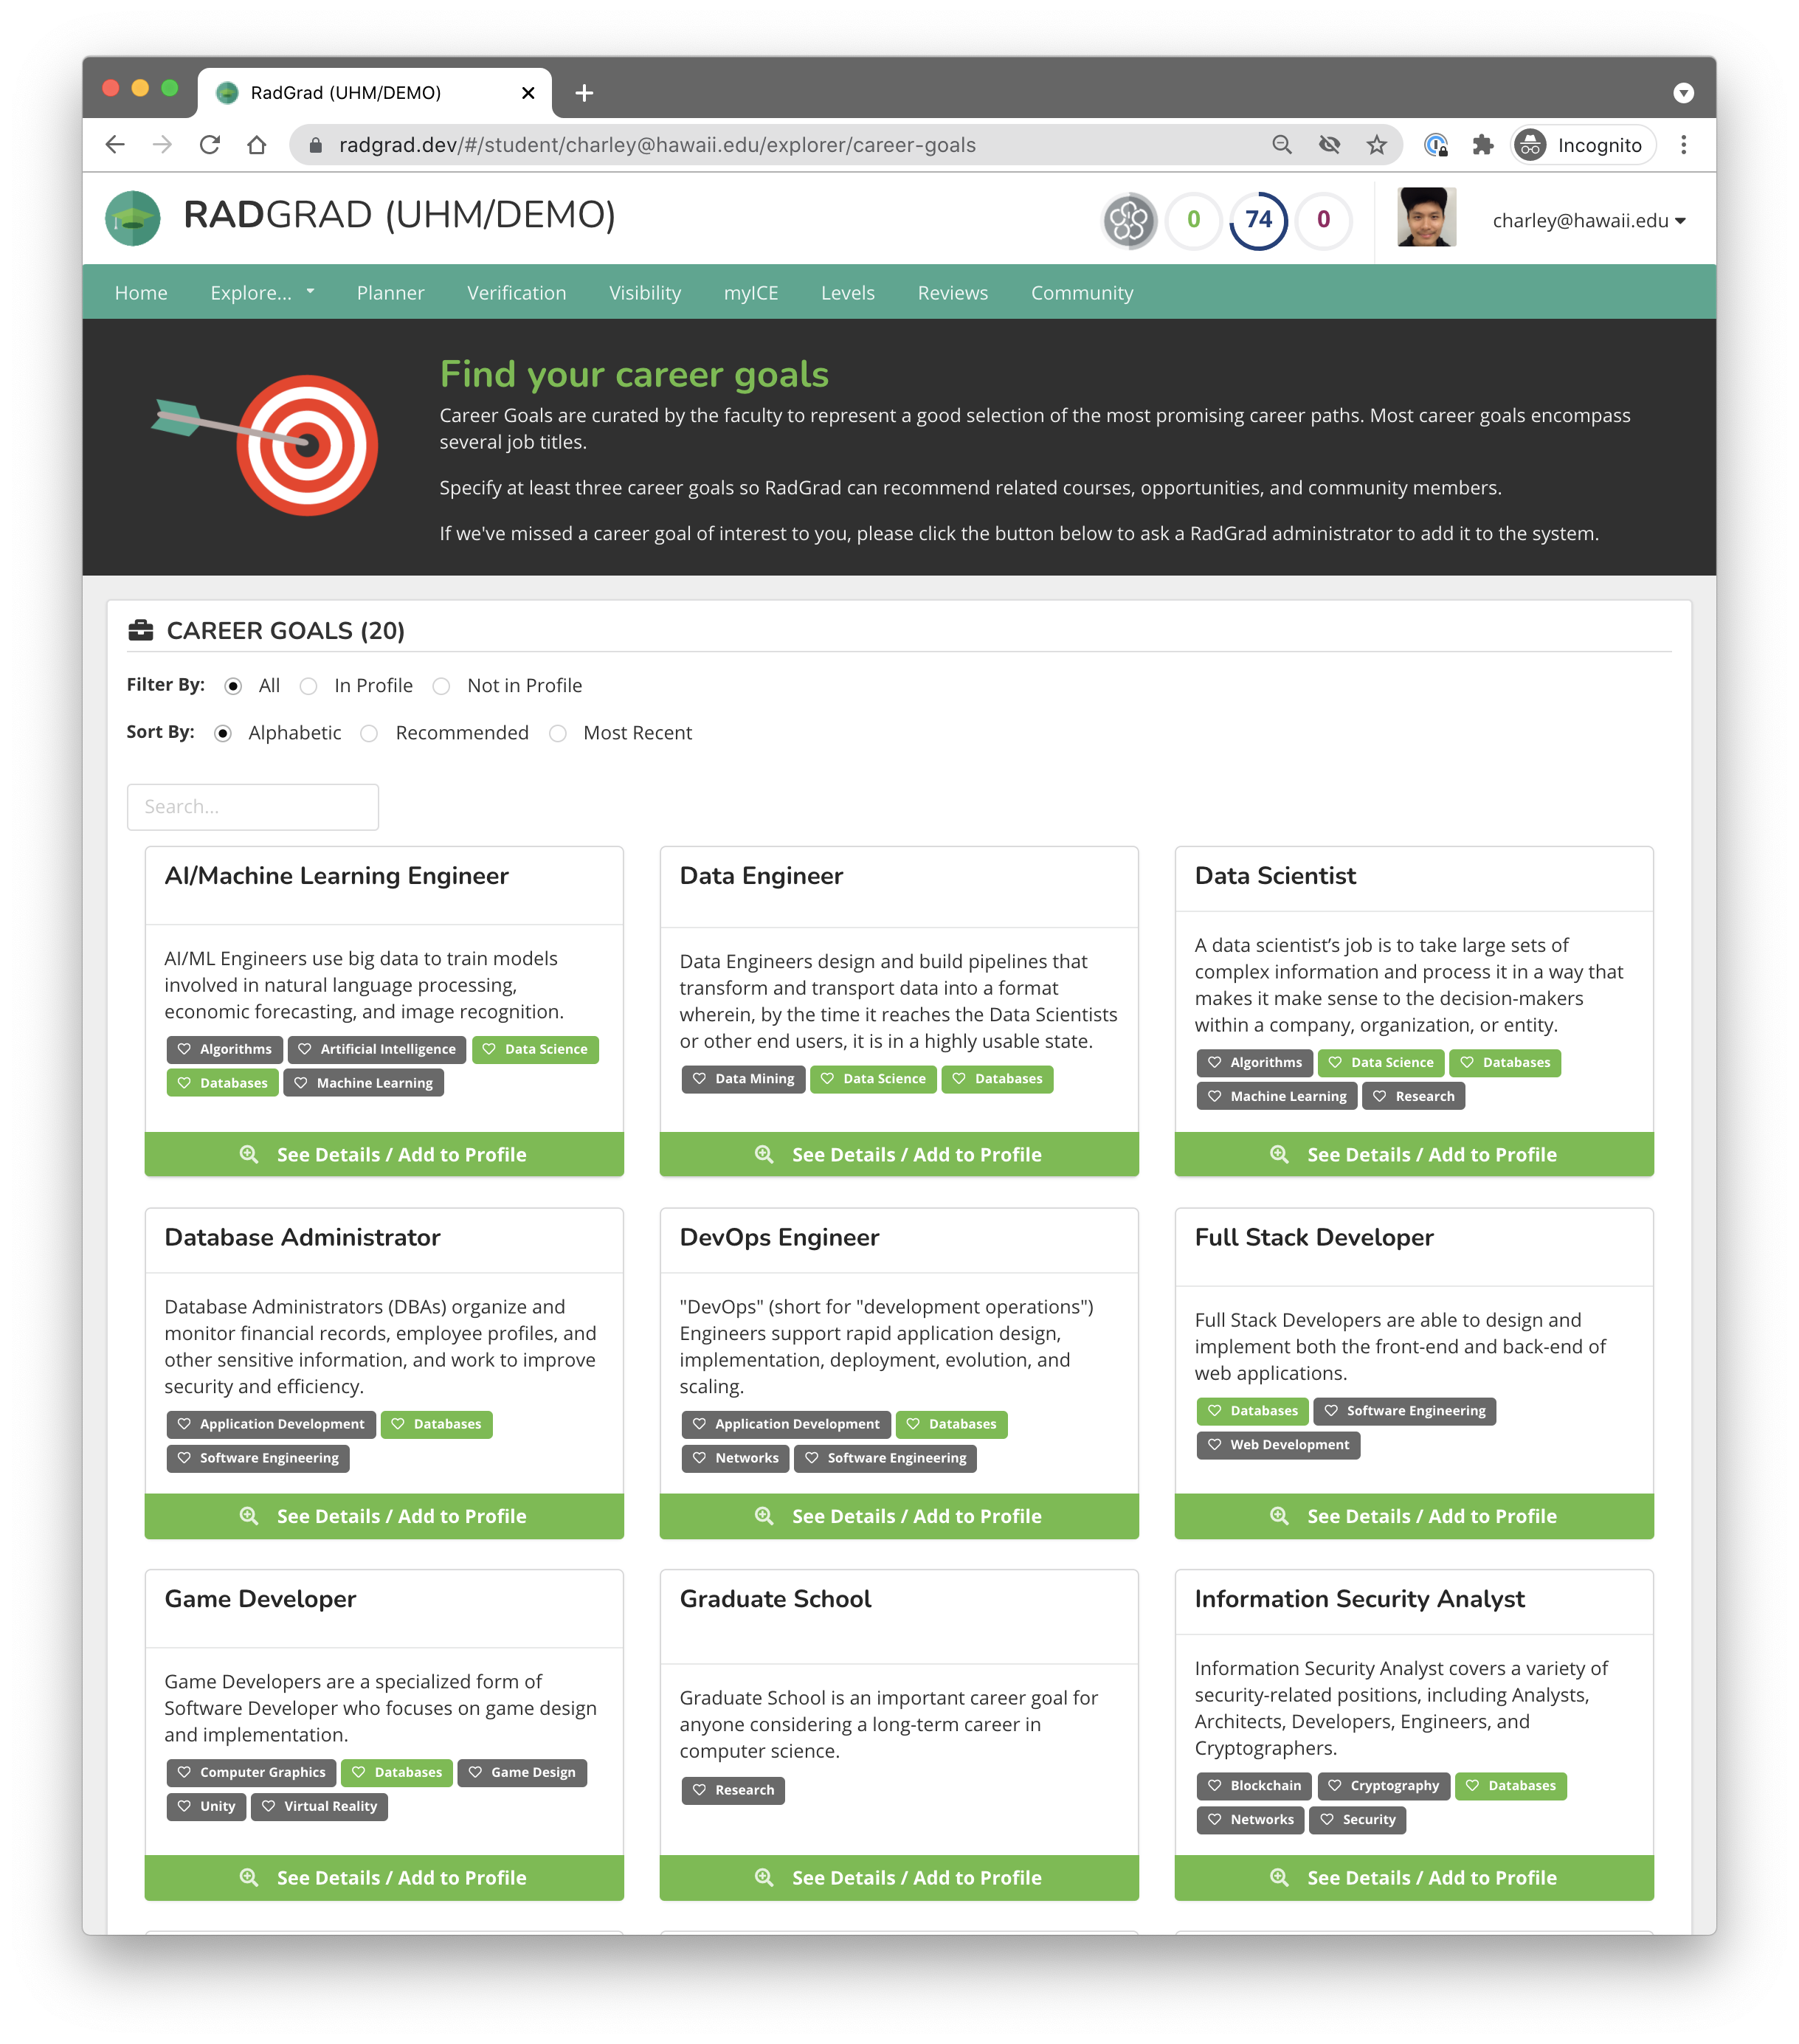 RadGrad (UHM/DEMO)
radgrad.dev/#/student/charley@hawaii.edu/explorer/career-goals
Incognito
RADGRAD (UHM/DEMO)
0
74
0
charley@hawaii.edu
Home Explore... Planner Verification Visibility myICE Levels Reviews Community
Find your career goals
Career Goals are curated by the faculty to represent a good selection of the most promising career paths. Most career goals encompass
several job titles.
Specify at least three career goals so RadGrad can recommend related courses, opportunities, and community members.
If we've missed a career goal of interest to you, please click the button below to ask a RadGrad administrator to add it to the system.
CAREER GOALS (20)
Filter By: All In Profile Not in Profile
Sort By: Alphabetic Recommended Most Recent
Search...
AI/Machine Learning Engineer
AI/ML Engineers use big data to train models
involved in natural language processing,
economic forecasting, and image recognition.
Algorithms Artificial Intelligence Data Science
Databases Machine Learning
See Details / Add to Profile
Data Engineer
Data Engineers design and build pipelines that
transform and transport data into a format
wherein, by the time it reaches the Data Scientists
or other end users, it is in a highly usable state.
Data Mining Data Science Databases
See Details / Add to Profile
Data Scientist
A data scientist’s job is to take large sets of
complex information and process it in a way that
makes it make sense to the decision-makers
within a company, organization, or entity.
Algorithms Data Science Databases
Machine Learning Research
See Details / Add to Profile
Database Administrator
Database Administrators (DBAs) organize and
monitor financial records, employee profiles, and
other sensitive information, and work to improve
security and efficiency.
Application Development Databases
Software Engineering
See Details / Add to Profile
DevOps Engineer
"DevOps" (short for "development operations")
Engineers support rapid application design,
implementation, deployment, evolution, and
scaling.
Application Development Databases
Networks Software Engineering
See Details / Add to Profile
Full Stack Developer
Full Stack Developers are able to design and
implement both the front-end and back-end of
web applications.
Databases Software Engineering
Web Development
See Details / Add to Profile
Game Developer
Game Developers are a specialized form of
Software Developer who focuses on game design
and implementation.
Computer Graphics Databases Game Design
Unity Virtual Reality
See Details / Add to Profile
Graduate School
Graduate School is an important career goal for
anyone considering a long-term career in
computer science.
Research
See Details / Add to Profile
Information Security Analyst
Information Security Analyst covers a variety of
security-related positions, including Analysts,
Architects, Developers, Engineers, and
Cryptographers.
Blockchain Cryptography Databases
Networks Security
See Details / Add to Profile